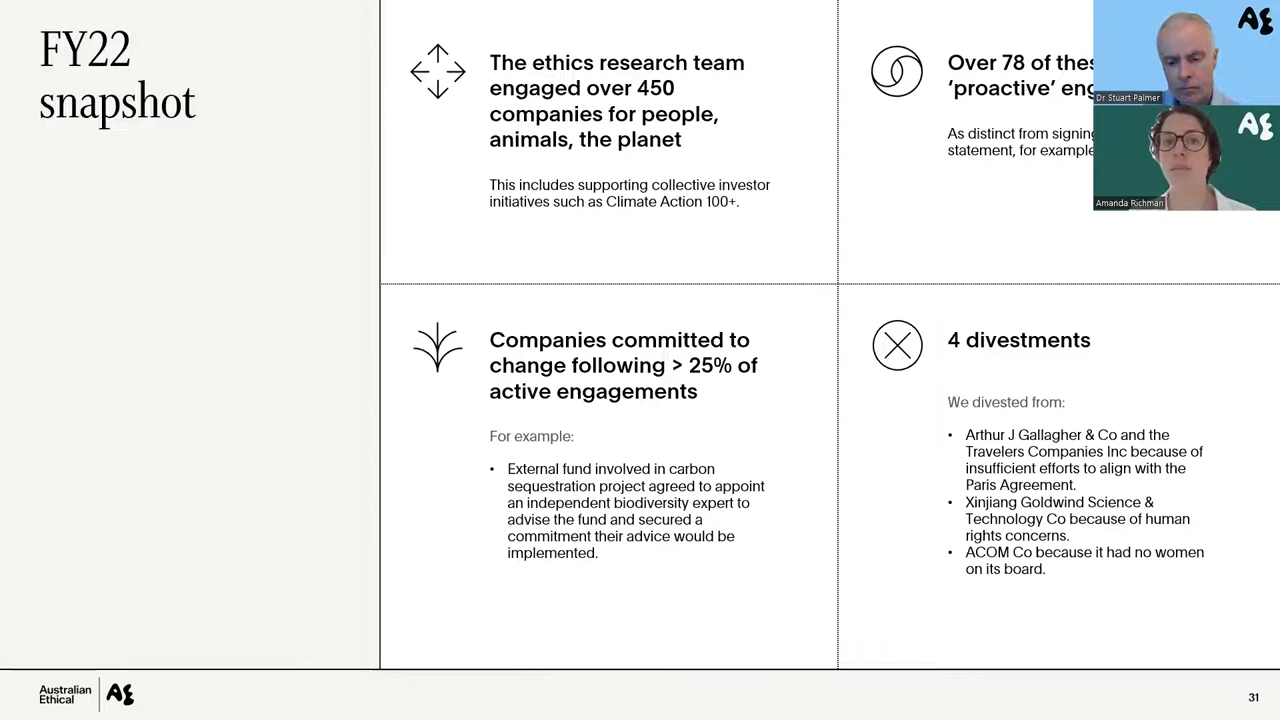 FY22
snapshot
The ethics research team
engaged over 450
companies for people,
animals, the planet
This includes supporting collective investor
initiatives such as Climate Action 100+.
Over 78 of
'proactive'
As distinct from signing
statement, for example
Dr Stuart Palmer
Amanda Richman
Companies committed to
change following > 25% of
active engagements
For example:
• External fund involved in carbon
sequestration project agreed to appoint
an independent biodiversity expert to
advise the fund and secured a
commitment their advice would be
implemented.
4 divestments
We divested from:
• Arthur J Gallagher & Co and the
Travelers Companies Inc because of
insufficient efforts to align with the
Paris Agreement.
• Xinjiang Goldwind Science &
Technology Co because of human
rights concerns.
• ACOM Co because it had no women
on its board.
Australian
Ethical
31